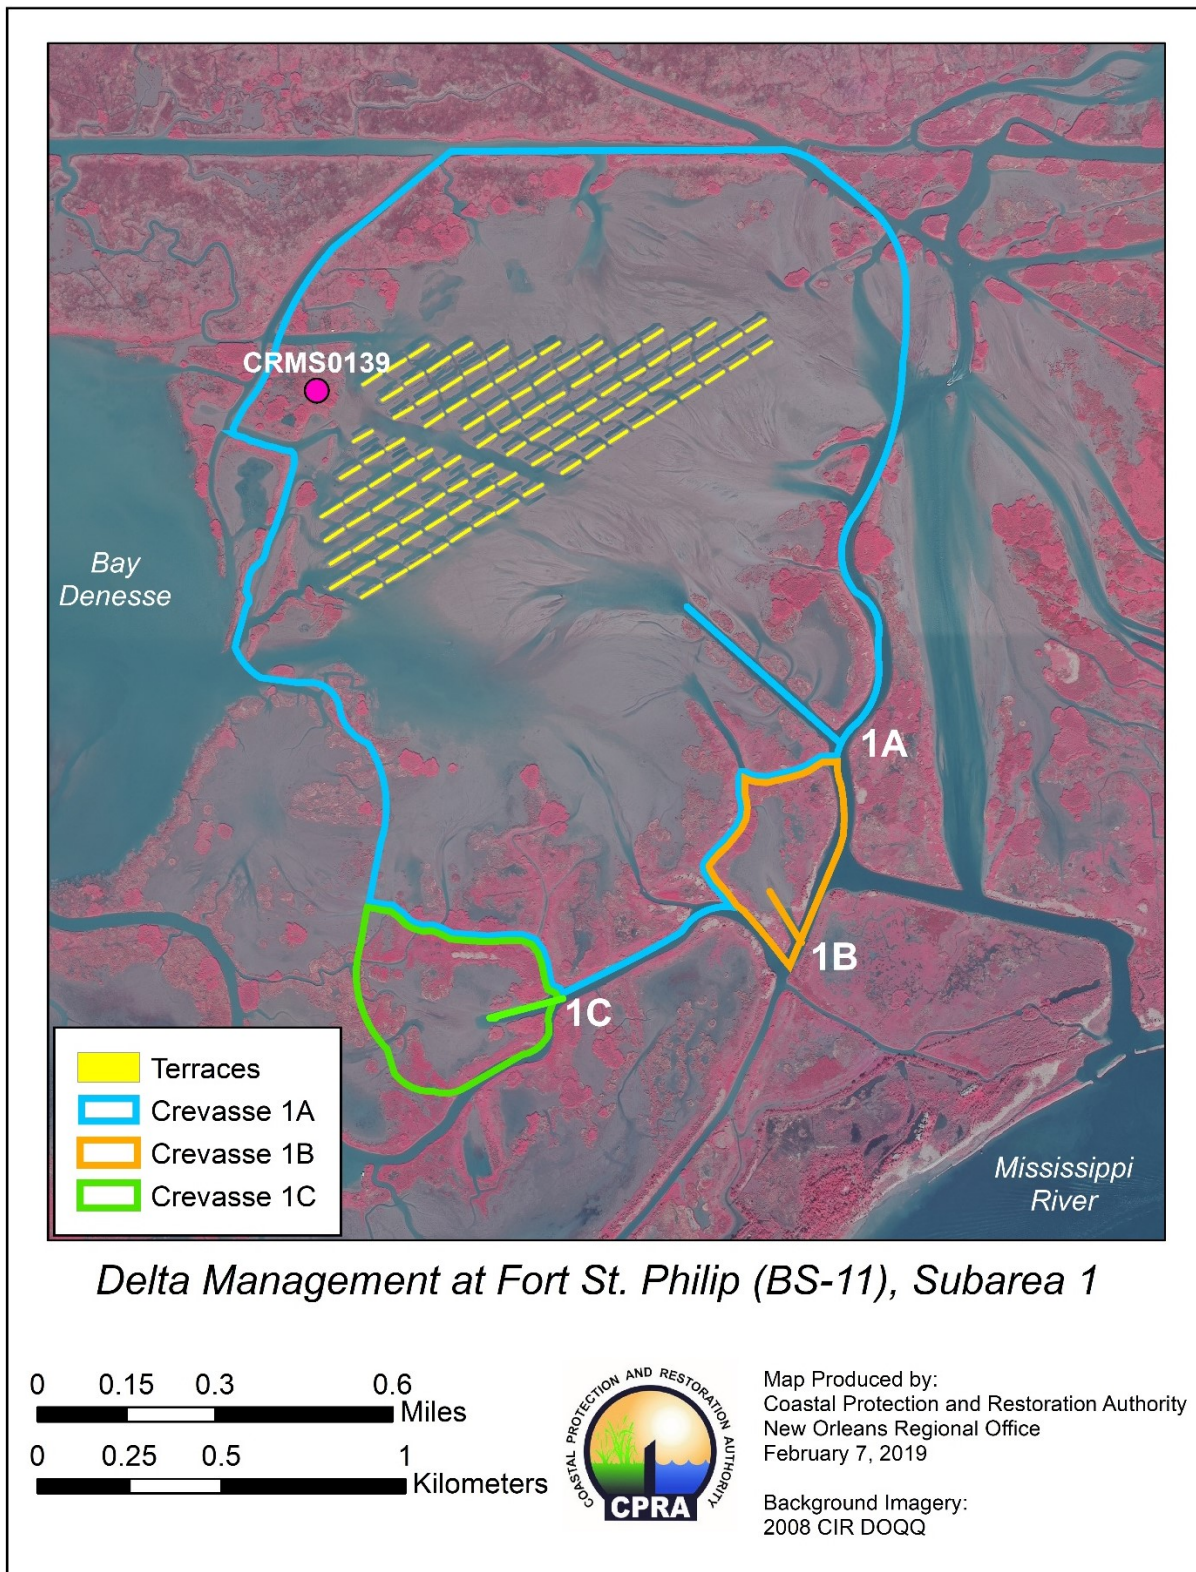 CRMS0139
Bay
Denesse
1A
1B
1C
Terraces
Crevasse 1A
Crevasse 1B
Crevasse 1C
Mississippi
River
Delta Management at Fort St. Philip (BS-11), Subarea 1
0 0.15 0.3 0.6
Miles
0 0.25 0.5 1
Kilometers
COASTAL PROTECTION AND RESTORATION AUTHORITY
CPRA
Map Produced by:
Coastal Protection and Restoration Authority
New Orleans Regional Office
February 7, 2019
Background Imagery:
2008 CIR DOQQ